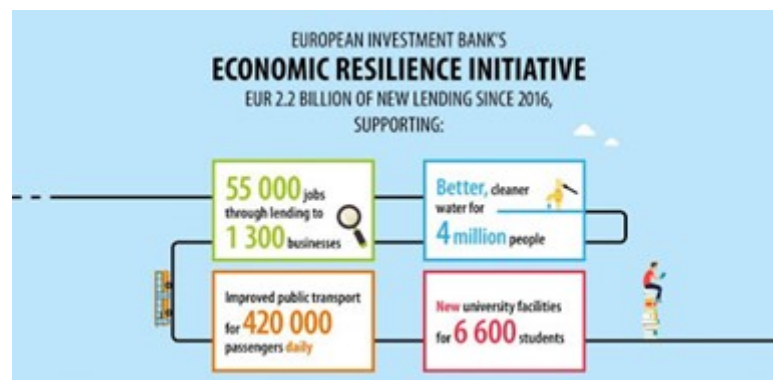 EUROPEAN INVESTMENT BANK'S
ECONOMIC RESILIENCE INITIATIVE
EUR 2.2 BILLION OF NEW LENDING SINCE 2016,
SUPPORTING:
55 000 jobs
through lending to
1 300 businesses
Better, cleaner
water for
4 million people
Improved public transport
for 420 000
passengers daily
New university facilities
for 6 600 students